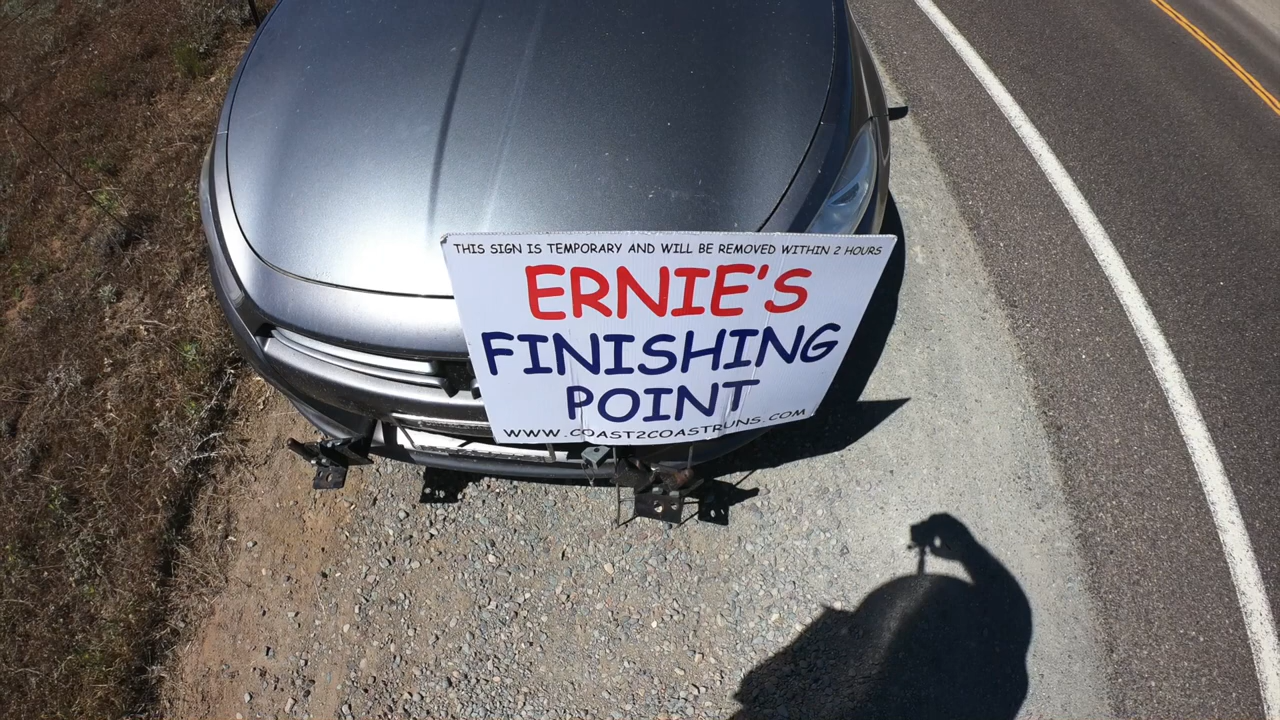 THIS SIGN IS TEMPORARY AND WILL BE REMOVED WITHIN 2 HOURS
ERNIE'S
FINISHING
POINT
WWW.COAST2COASTRUNS.COM